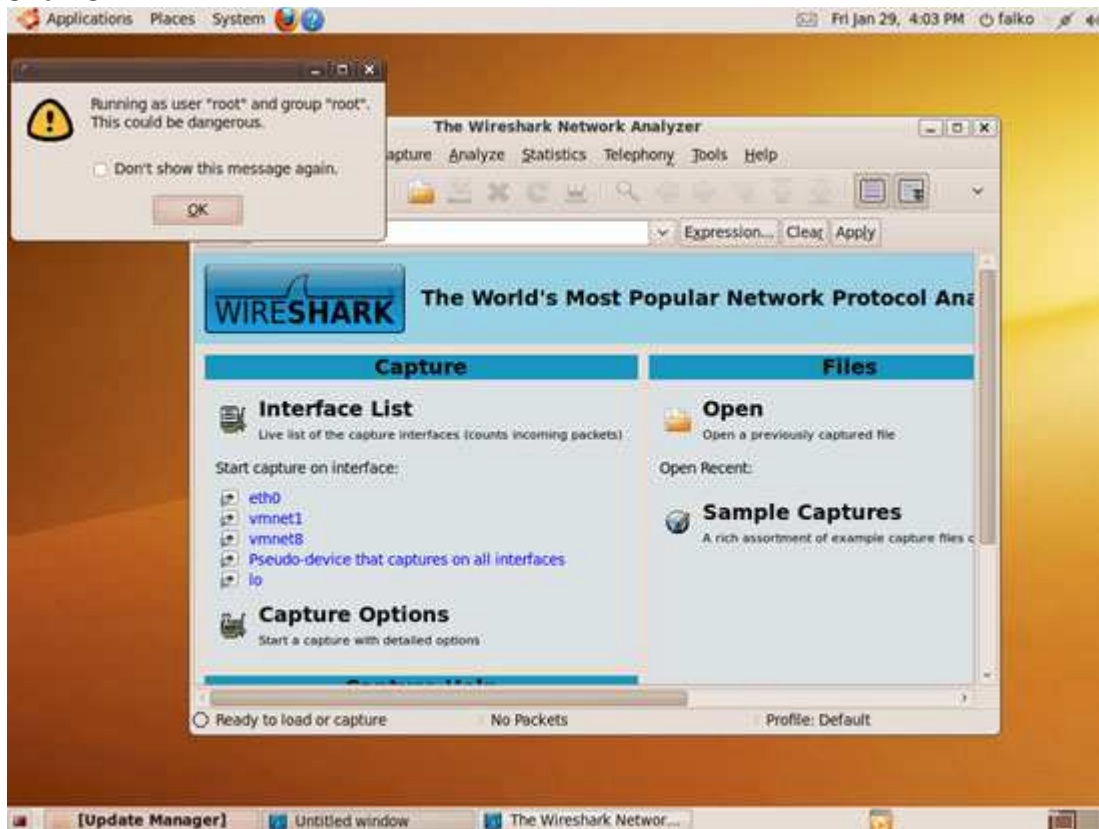 Applications Places System
Fri Jan 29, 4:03 PM falko
Running as user "root" and group "root".
This could be dangerous.
Don't show this message again.
OK
The Wireshark Network Analyzer
apture Analyze Statistics Telephony Tools Help
Expression... Clear Apply
WIRESHARK
The World's Most Popular Network Protocol Ana
Capture
Interface List
Live list of the capture interfaces (counts incoming packets)
Start capture on interface:
eth0
vmnet1
vmnet8
Pseudo-device that captures on all interfaces
lo
Capture Options
Start a capture with detailed options
Files
Open
Open a previously captured file
Open Recent:
Sample Captures
A rich assortment of example capture files
Ready to load or capture No Packets Profile: Default
[Update Manager] Untitled window The Wireshark Networ...